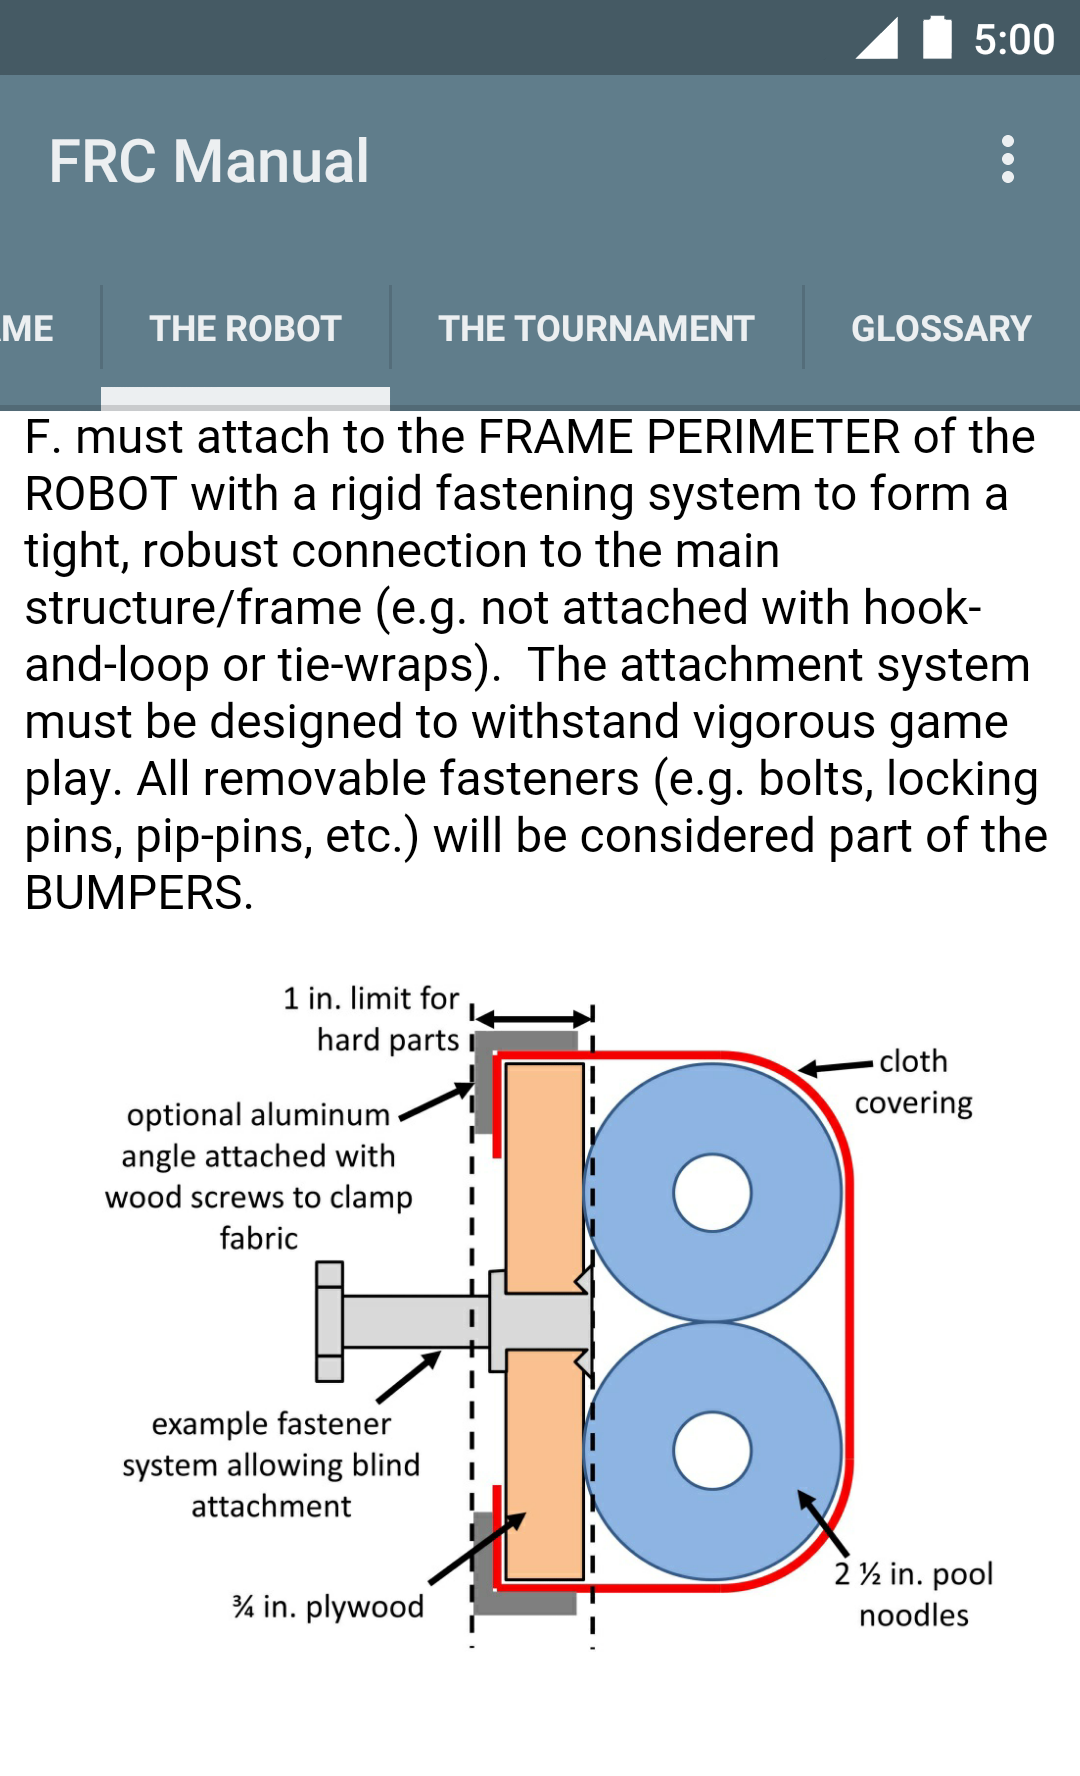 5:00
FRC Manual
ME
THE ROBOT
THE TOURNAMENT
GLOSSARY
F. must attach to the FRAME PERIMETER of the
ROBOT with a rigid fastening system to form a
tight, robust connection to the main
structure/frame (e.g. not attached with hook-
and-loop or tie-wraps).  The attachment system
must be designed to withstand vigorous game
play. All removable fasteners (e.g. bolts, locking
pins, pip-pins, etc.) will be considered part of the
BUMPERS.
1 in. limit for
hard parts
cloth
covering
optional aluminum
angle attached with
wood screws to clamp
fabric
example fastener
system allowing blind
attachment
¾ in. plywood
2 ½ in. pool
noodles